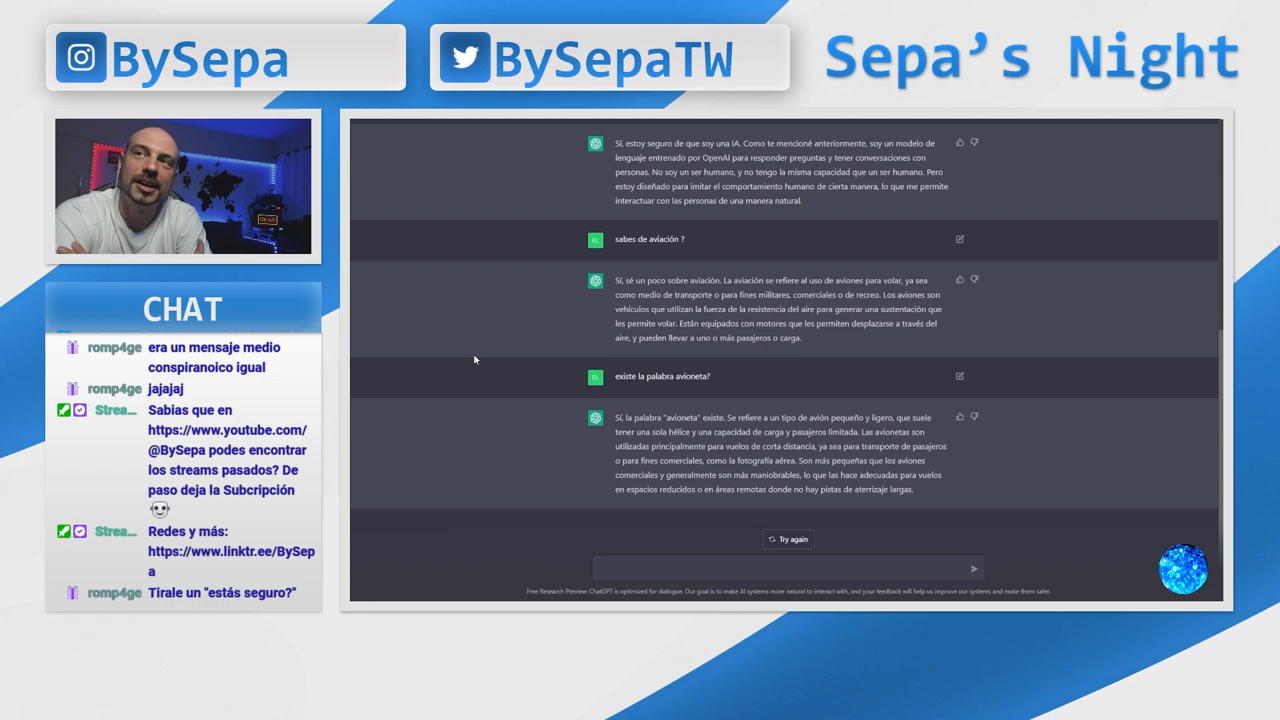 BySepa
BySepaTW
Sepa’s Night
ON AIR
CHAT
romp4ge era un mensaje medio
conspiranoico igual
romp4ge jajajaj
Strea... Sabias que en
https://www.youtube.com/
@BySepa podes encontrar
los streams pasados? De
paso deja la Subcripción
Strea... Redes y más:
https://www.linktr.ee/BySep
a
romp4ge Tirale un "estás seguro?"
Sí, estoy seguro de que soy una IA. Como te mencioné anteriormente, soy un modelo de
lenguaje entrenado por OpenAI para responder preguntas y tener conversaciones con
personas. No soy un ser humano, y no tengo la misma capacidad que un ser humano. Pero
estoy diseñado para imitar el comportamiento humano de cierta manera, lo que me permite
interactuar con las personas de una manera natural.
EL
sabes de aviación ?
Sí, sé un poco sobre aviación. La aviación se refiere al uso de aviones para volar, ya sea
como medio de transporte o para fines militares, comerciales o de recreo. Los aviones son
vehículos que utilizan la fuerza de la resistencia del aire para generar una sustentación que
les permite volar. Están equipados con motores que les permiten desplazarse a través del
aire, y pueden llevar a uno o más pasajeros o carga.
EL
existe la palabra avioneta?
Sí, la palabra "avioneta" existe. Se refiere a un tipo de avión pequeño y ligero, que suele
tener una sola hélice y una capacidad de carga y pasajeros limitada. Las avionetas son
utilizadas principalmente para vuelos de corta distancia, ya sea para transporte de pasajeros
o para fines comerciales, como la fotografía aérea. Son más pequeñas que los aviones
comerciales y generalmente son más maniobrables, lo que las hace adecuadas para vuelos
en espacios reducidos o en áreas remotas donde no hay pistas de aterrizaje largas.
Try again
Free Research Preview: ChatGPT is optimized for dialogue. Our goal is to make AI systems more natural to interact with, and your feedback will help us improve our systems and make them safer.